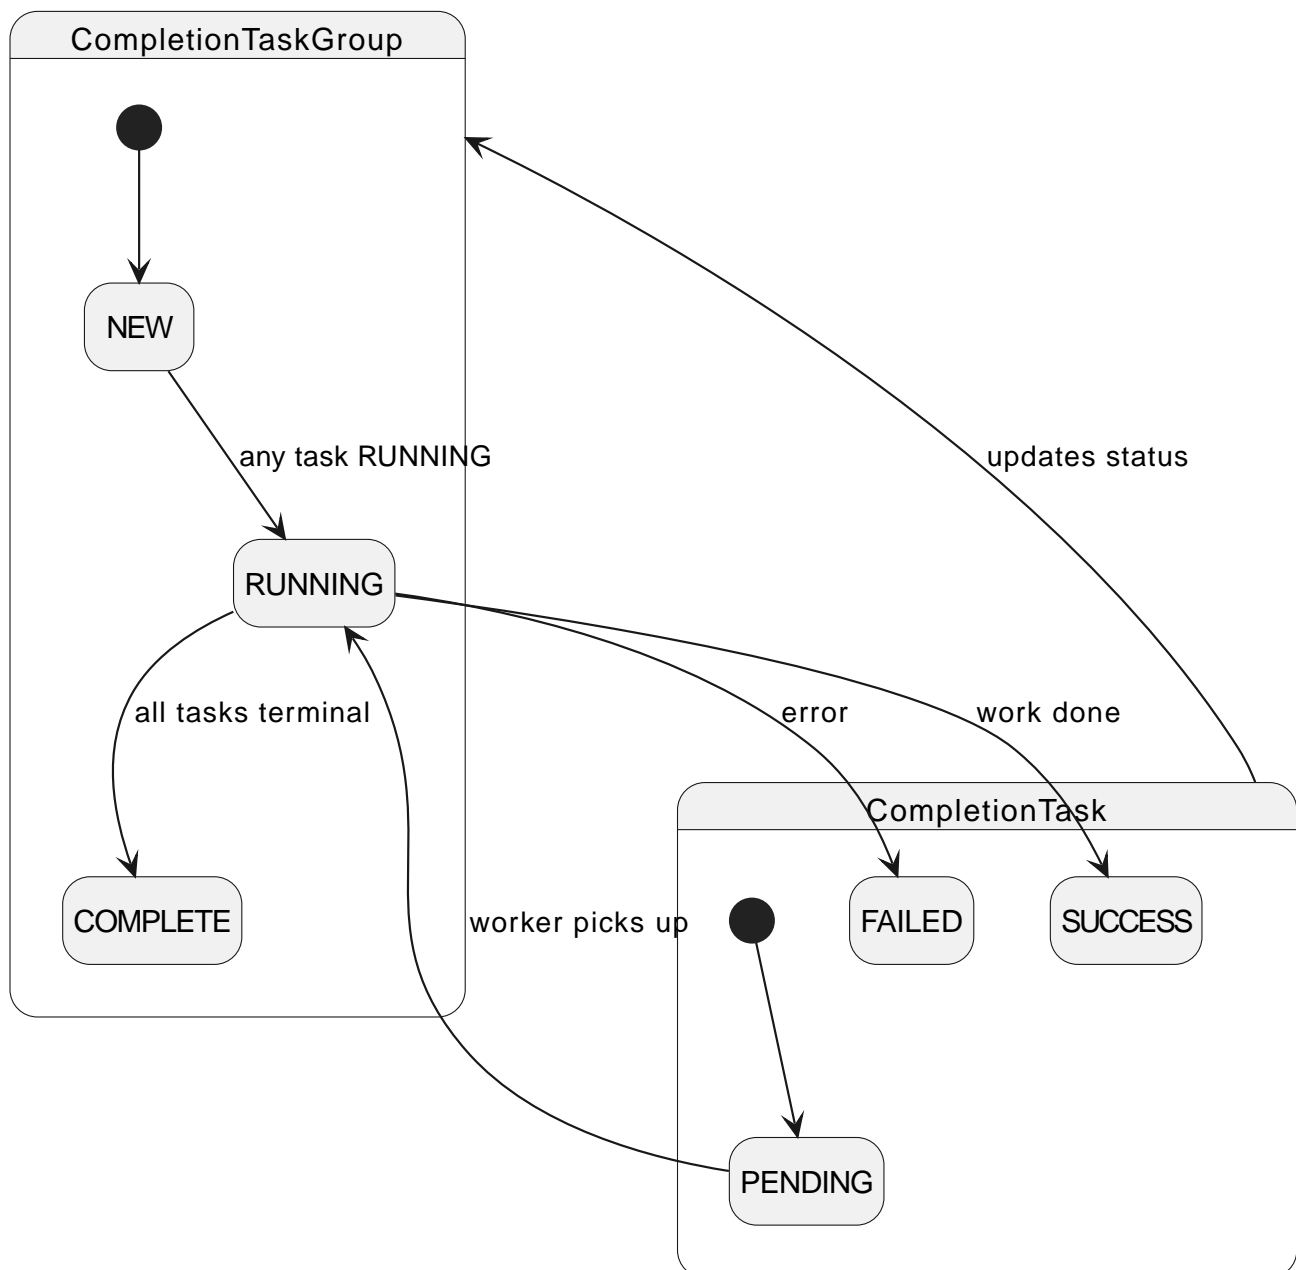 CompletionTaskGroup
NEW
any task RUNNING
updates status
RUNNING
all tasks terminal
error
work done
CompletionTask
COMPLETE
worker picks up
FAILED
SUCCESS
PENDING